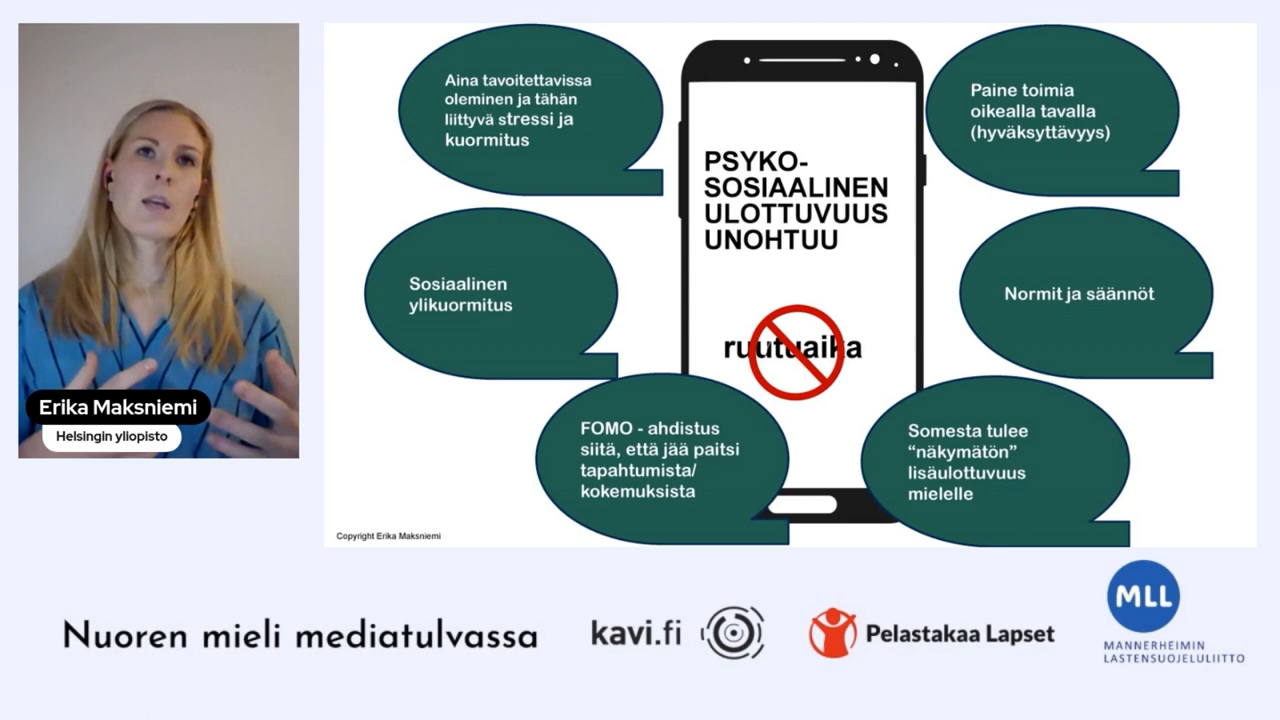 Aina tavoitettavissa
oleminen ja tähän
liittyvä stressi ja
kuormitus
Paine toimia
oikealla tavalla
(hyväksyttävyys)
PSYKO-
SOSIAALINEN
ULOTTUVUUS
UNOHTUU
Sosiaalinen
ylikuormitus
Normit ja säännöt
ruutuaika
FOMO - ahdistus
siitä, että jää paitsi
tapahtumista/
kokemuksista
Somesta tulee
“näkymätön”
lisäulottuvuus
mielelle
Erika Maksniemi
Helsingin yliopisto
Copyright Erika Maksniemi
Nuoren mieli mediatulvassa
kavi.fi
Pelastakaa Lapset
MLL
MANNERHEIMIN
LASTENSUOJELULIITTO